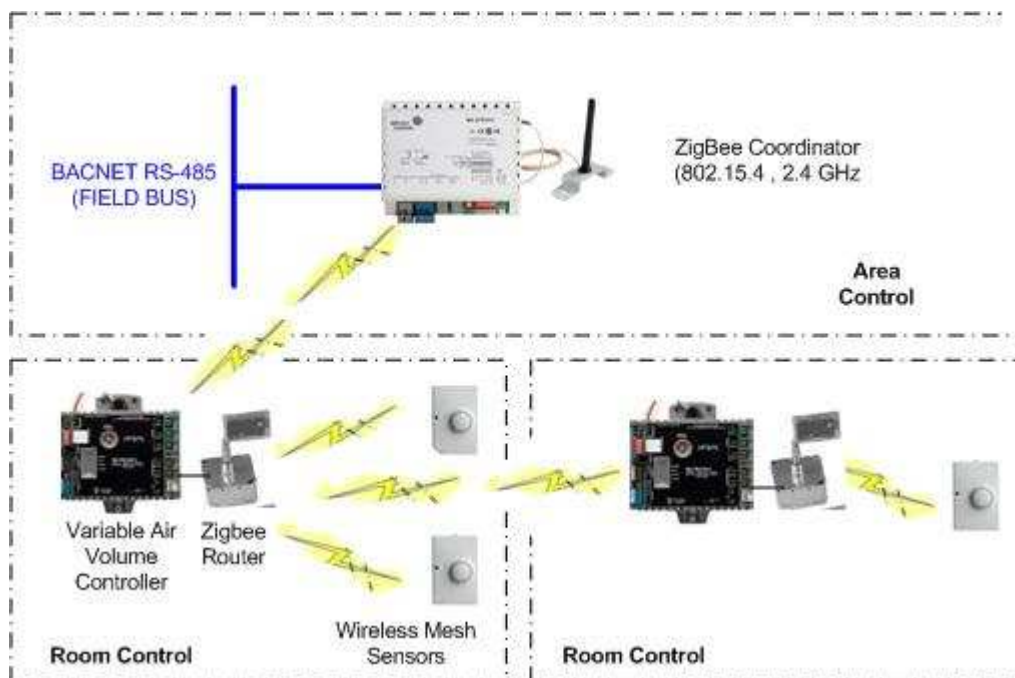 BACNET RS-485
(FIELD BUS)
ZigBee Coordinator
(802.15.4 , 2.4 GHz
Area
Control
Variable Air
Volume
Controller
Zigbee
Router
Wireless Mesh
Sensors
Room Control
Room Control